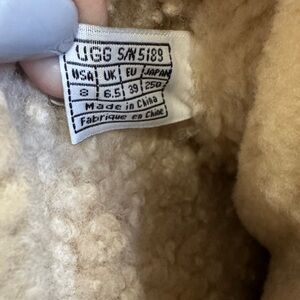 UGG S/N 5189
USA UK EU JAPAN
8 6.5 39 250
Made in China
Fabriqué en Chine